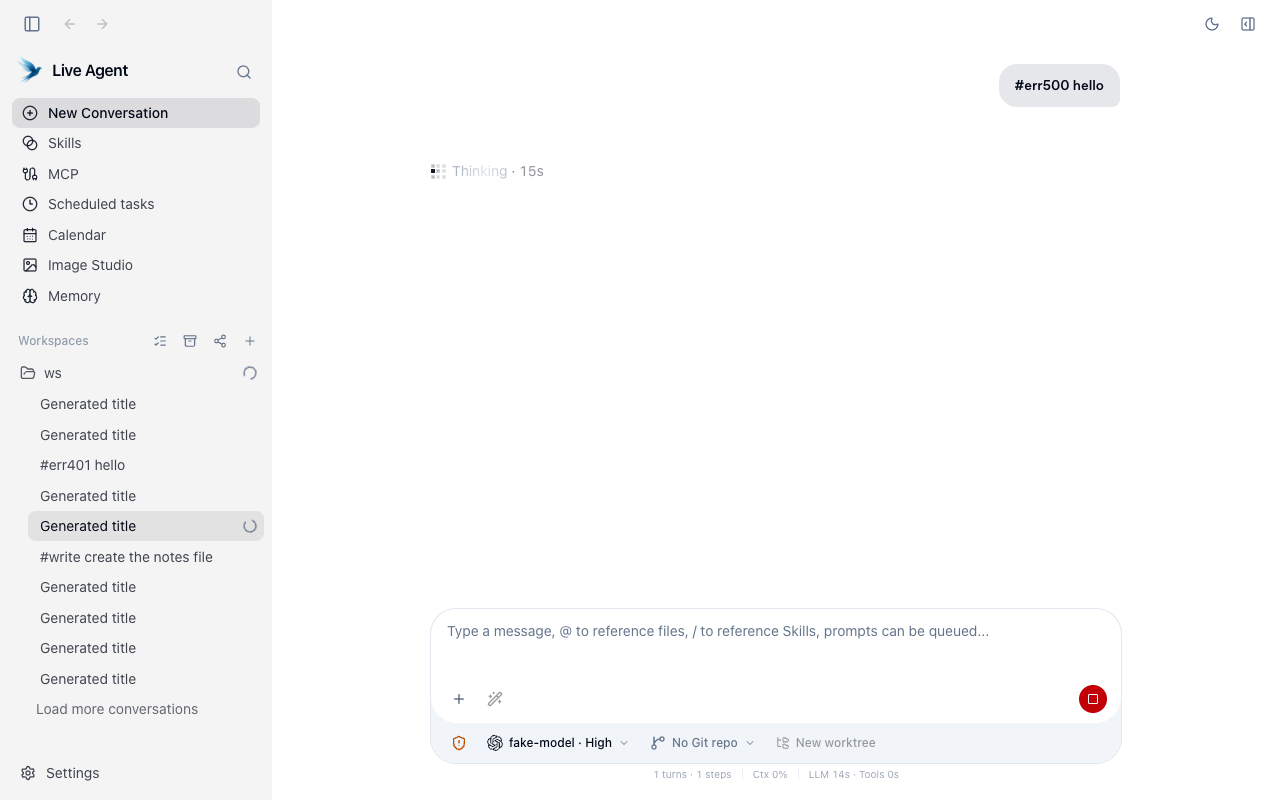 Live Agent
New Conversation
Skills
MCP
Scheduled tasks
Calendar
Image Studio
Memory
Workspaces
ws
Generated title
Generated title
#err401 hello
Generated title
Generated title
#write create the notes file
Generated title
Generated title
Generated title
Generated title
Load more conversations
Settings
#err500 hello
Thinking · 15s
Type a message, @ to reference files, / to reference Skills, prompts can be queued...
fake-model · High
No Git repo
New worktree
1 turns · 1 steps
Ctx 0%
LLM 14s · Tools 0s